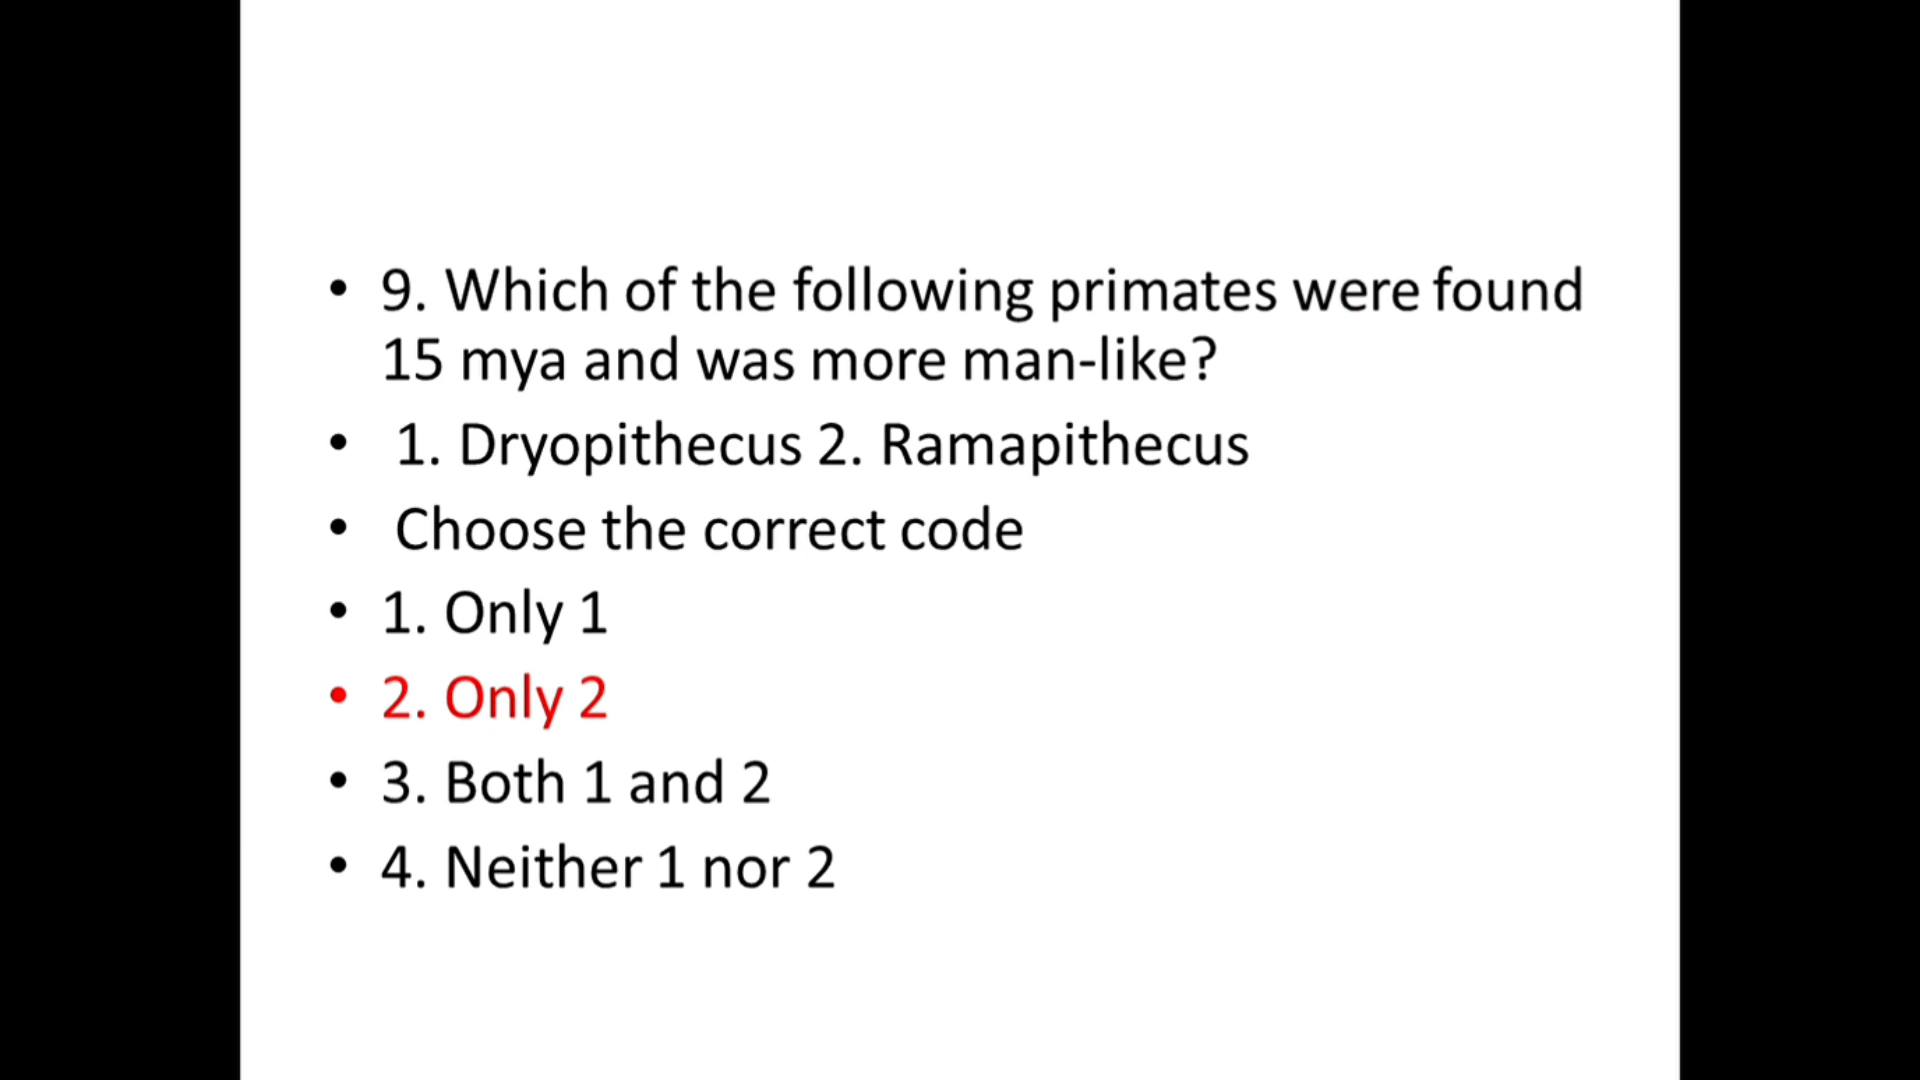 • 9. Which of the following primates were found
15 mya and was more man-like?
• 1. Dryopithecus 2. Ramapithecus
• Choose the correct code
• 1. Only 1
• 2. Only 2
• 3. Both 1 and 2
• 4. Neither 1 nor 2